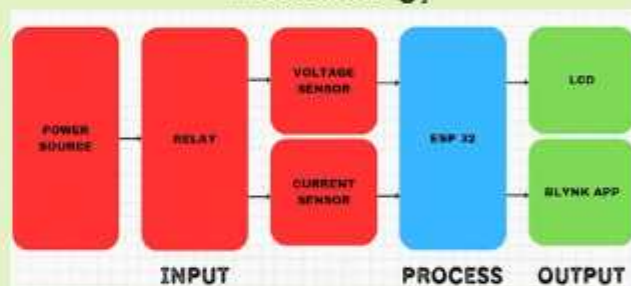 POWER
SOURCE
RELAY
VOLTAGE
SENSOR
CURRENT
SENSOR
ESP 32
LCD
BLYNK APP
INPUT
PROCESS
OUTPUT